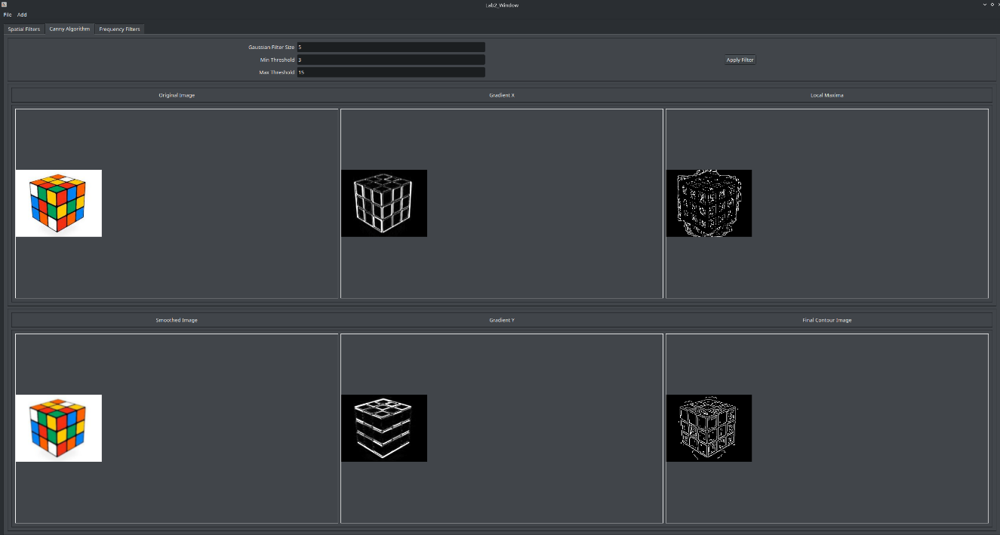 Lab2_Window
File Add
Spatial Filters Canny Algorithm Frequency Filters
Gaussian Filter Size 5
Min Threshold 3
Apply Filter
Max Threshold 15
Original Image Gradient X Local Maxima
Smoothed Image Gradient Y Final Contour Image